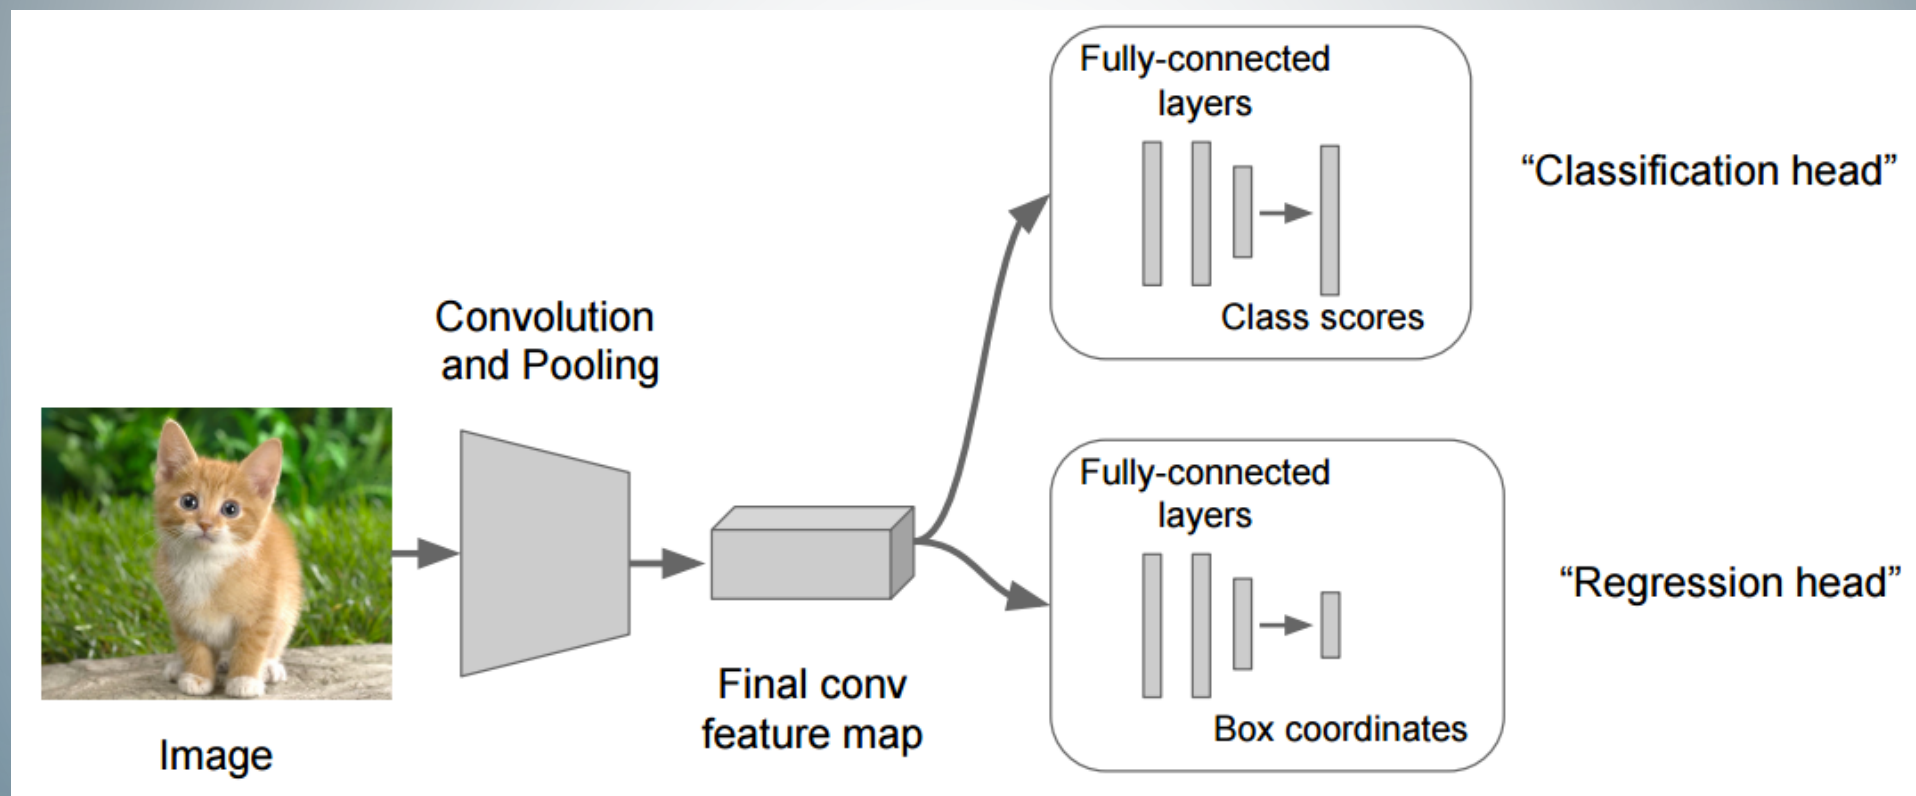 Fully-connected
layers
Class scores
“Classification head”
Convolution
and Pooling
Image
Final conv
feature map
Fully-connected
layers
Box coordinates
“Regression head”